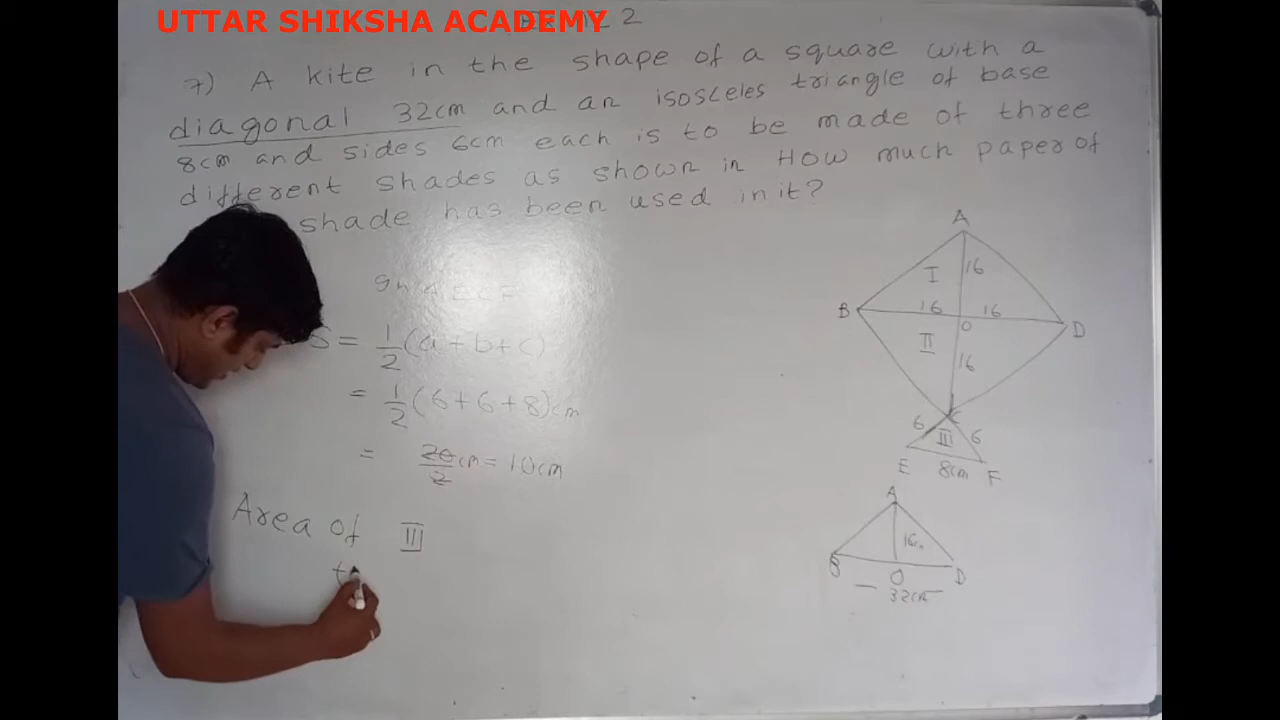 UTTAR SHIKSHA ACADEMY
2
7) A kite in the shape of a square with a
diagonal 32cm and an isosceles triangle of base
8cm and sides 6cm each is to be made of three
different shades as shown in How much paper of
shade has been used in it?
S = 1/2 (a+b+c)
= 1/2 (6+6+8)cm
= 20/2 cm = 10cm
Area of III
A
I
16
B
16
16
O
D
II
16
C
6
III
6
E
8cm
F
A
16
B
O
D
32cm